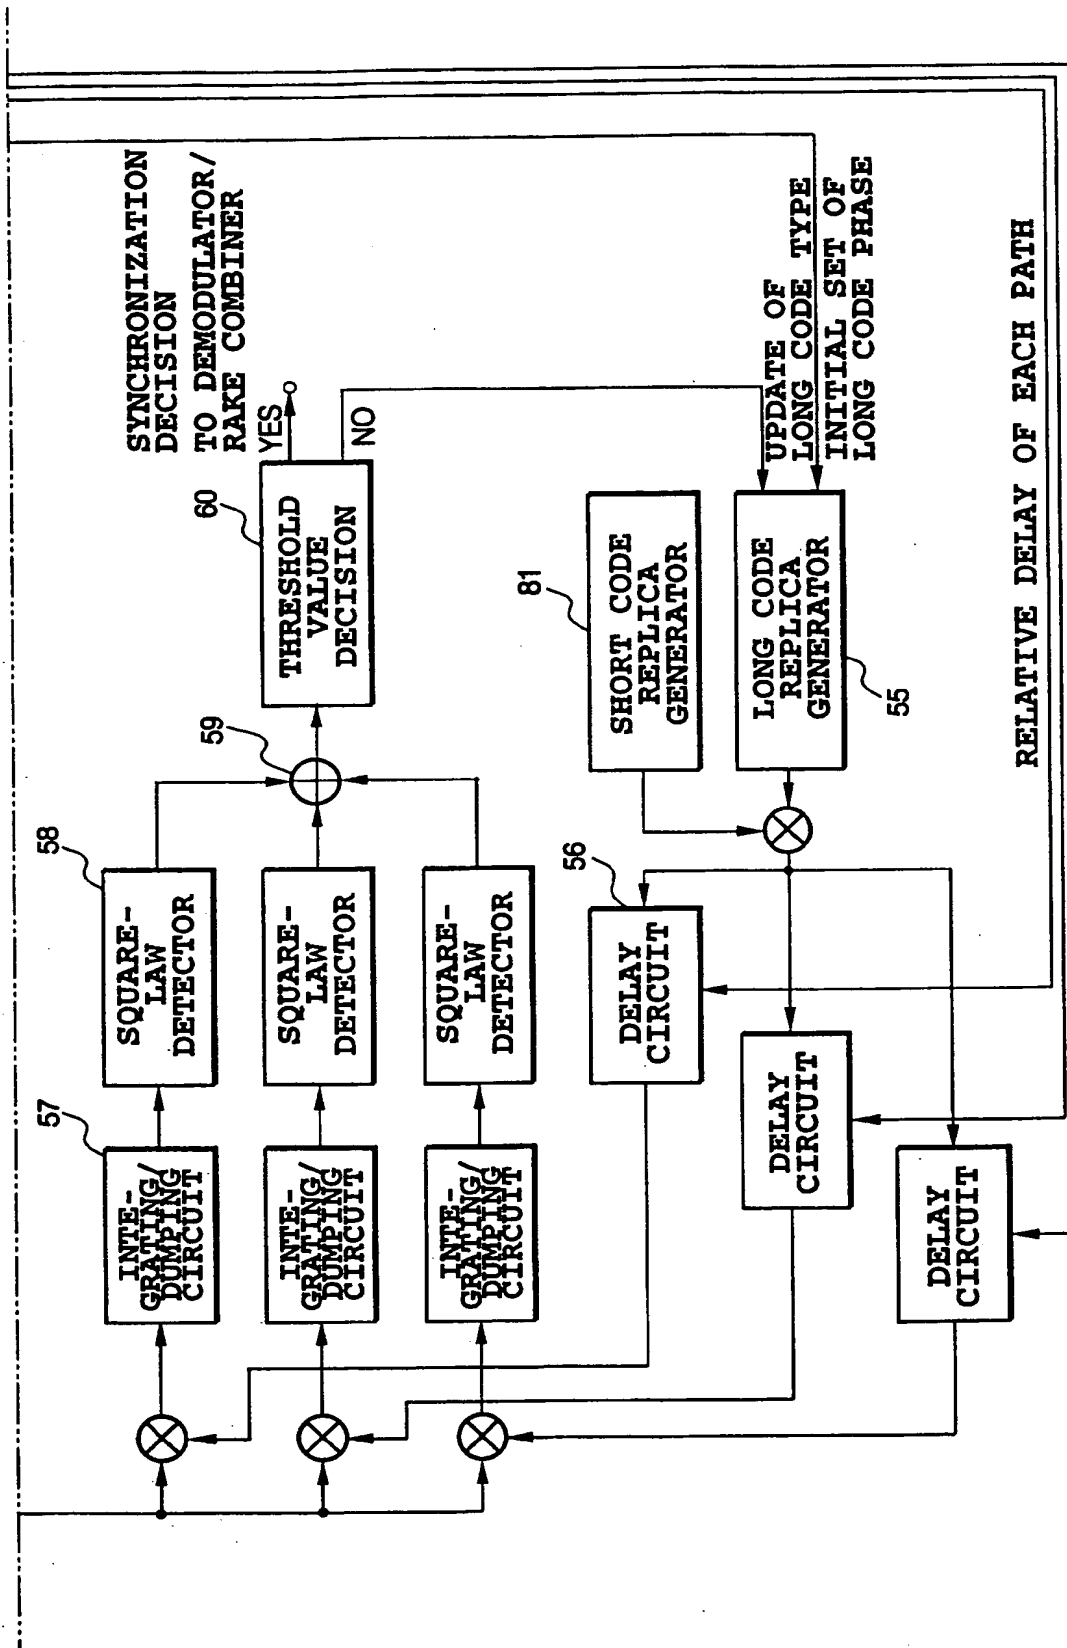 SYNCHRONIZATION
DECISION
TO DEMODULATOR/
RAKE COMBINER
57
INTE-
GRATING/
DUMPING
CIRCUIT
58
SQUARE-
LAW
DETECTOR
59
60
THRESHOLD
VALUE
DECISION
YES
NO
INTE-
GRATING/
DUMPING
CIRCUIT
SQUARE-
LAW
DETECTOR
INTE-
GRATING/
DUMPING
CIRCUIT
SQUARE-
LAW
DETECTOR
81
SHORT CODE
REPLICA
GENERATOR
56
DELAY
CIRCUIT
LONG CODE
REPLICA
GENERATOR
55
UPDATE OF
LONG CODE TYPE
INITIAL SET OF
LONG CODE PHASE
DELAY
CIRCUIT
DELAY
CIRCUIT
RELATIVE DELAY OF EACH PATH